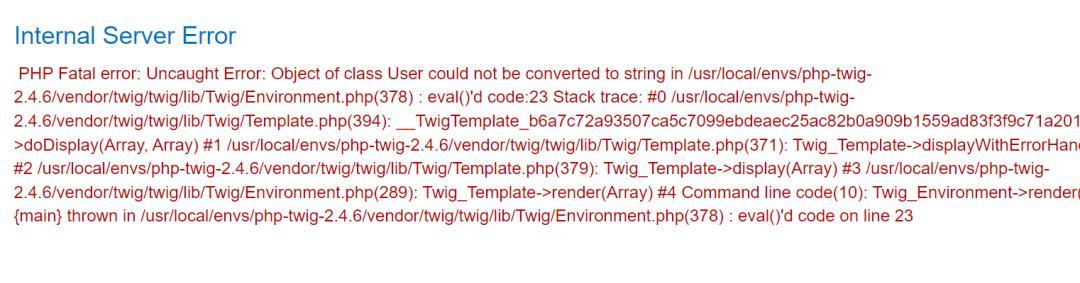 Internal Server Error
PHP Fatal error: Uncaught Error: Object of class User could not be converted to string in /usr/local/envs/php-twig-
2.4.6/vendor/twig/twig/lib/Twig/Environment.php(378) : eval()'d code:23 Stack trace: #0 /usr/local/envs/php-twig-
2.4.6/vendor/twig/twig/lib/Twig/Template.php(394): __TwigTemplate_b6a7c72a93507ca5c7099ebdeaec25ac82b0a909b1559ad83f3f9c71a201
>doDisplay(Array, Array) #1 /usr/local/envs/php-twig-2.4.6/vendor/twig/twig/lib/Twig/Template.php(371): Twig_Template->displayWithErrorHan
#2 /usr/local/envs/php-twig-2.4.6/vendor/twig/twig/lib/Twig/Template.php(379): Twig_Template->display(Array) #3 /usr/local/envs/php-twig-
2.4.6/vendor/twig/twig/lib/Twig/Environment.php(289): Twig_Template->render(Array) #4 Command line code(10): Twig_Environment->render(
{main} thrown in /usr/local/envs/php-twig-2.4.6/vendor/twig/twig/lib/Twig/Environment.php(378) : eval()'d code on line 23